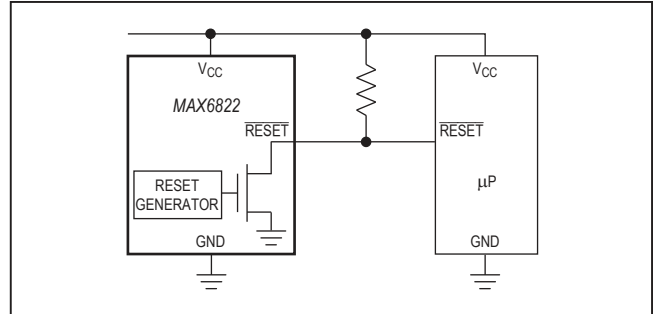 VCC
VCC
MAX6822
RESET
RESET
RESET
GENERATOR
μP
GND
GND